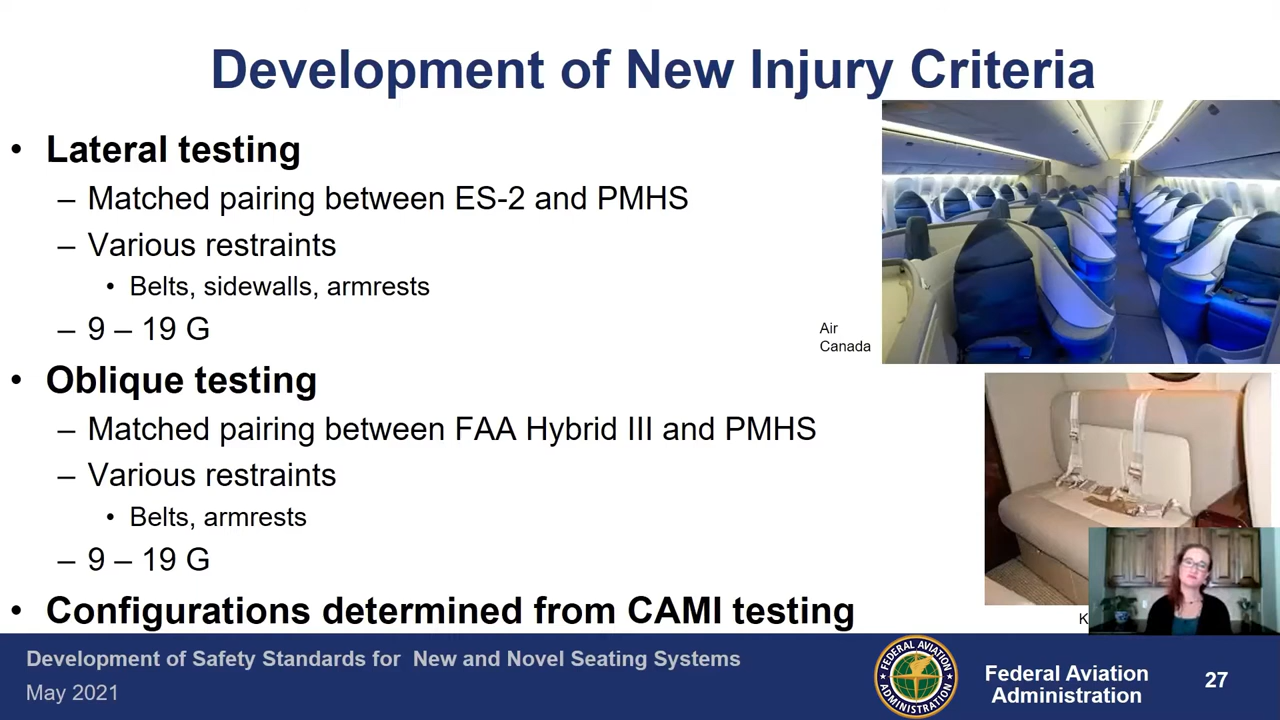 Development of New Injury Criteria
• Lateral testing
– Matched pairing between ES-2 and PMHS
– Various restraints
• Belts, sidewalls, armrests
– 9 – 19 G
Air
Canada
• Oblique testing
– Matched pairing between FAA Hybrid III and PMHS
– Various restraints
• Belts, armrests
– 9 – 19 G
• Configurations determined from CAMI testing
K
Development of Safety Standards for New and Novel Seating Systems
May 2021
FEDERAL AVIATION
ADMINISTRATION
Federal Aviation
Administration
27